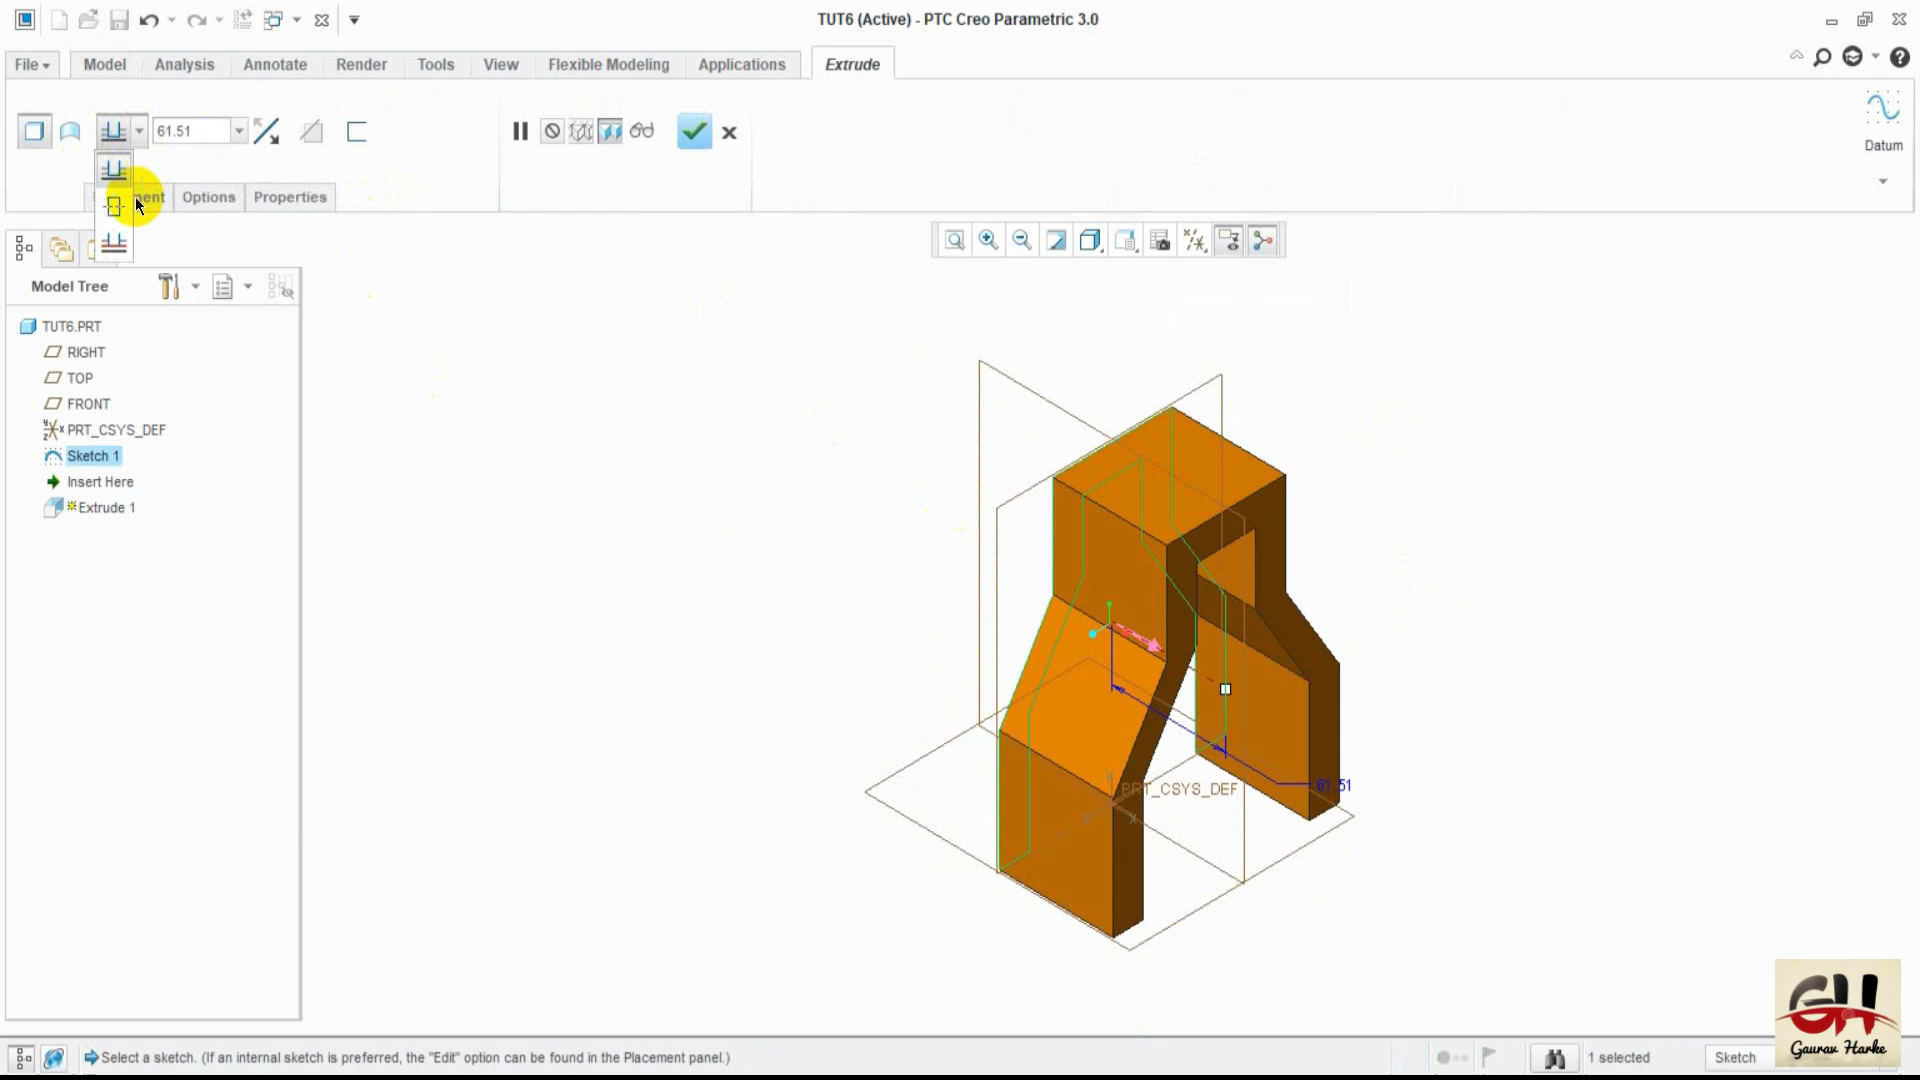 TUT6 (Active) - PTC Creo Parametric 3.0
File Model Analysis Annotate Render Tools View Flexible Modeling Applications Extrude
61.51
Datum
ent Options Properties
Model Tree
TUT6.PRT
RIGHT
TOP
FRONT
PRT_CSYS_DEF
Sketch 1
Insert Here
Extrude 1
61.51
PRT_CSYS_DEF
x
GH
Gaurav Harke
Select a sketch. (If an internal sketch is preferred, the "Edit" option can be found in the Placement panel.)
1 selected
Sketch